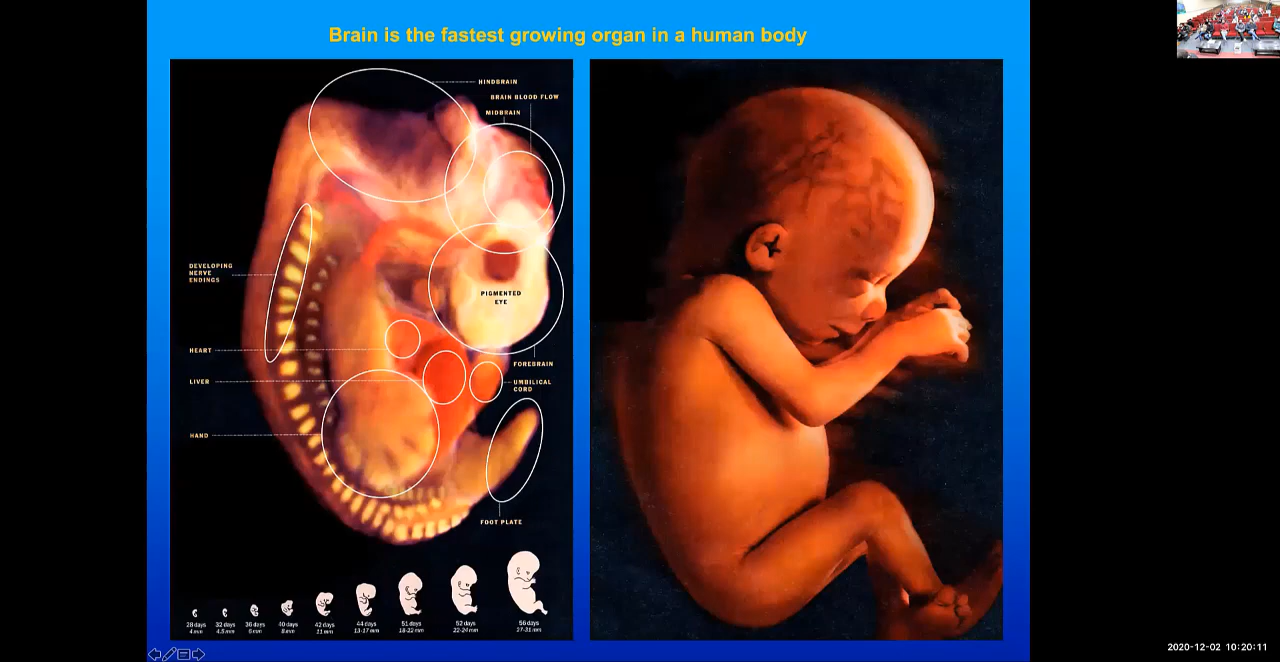 Brain is the fastest growing organ in a human body
HINDBRAIN
BRAIN BLOOD FLOW
MIDBRAIN
DEVELOPING
NERVE
ENDINGS
PIGMENTED
EYE
HEART
LIVER
FOREBRAIN
UMBILICAL
CORD
HAND
FOOT PLATE
28 days 32 days 36 days 40 days 42 days 44 days 51 days 52 days 56 days
4 mm 4.5 mm 6 mm 8 mm 11 mm 13-17 mm 18-22 mm 22-24 mm 27-31 mm
2020-12-02 10:20:11